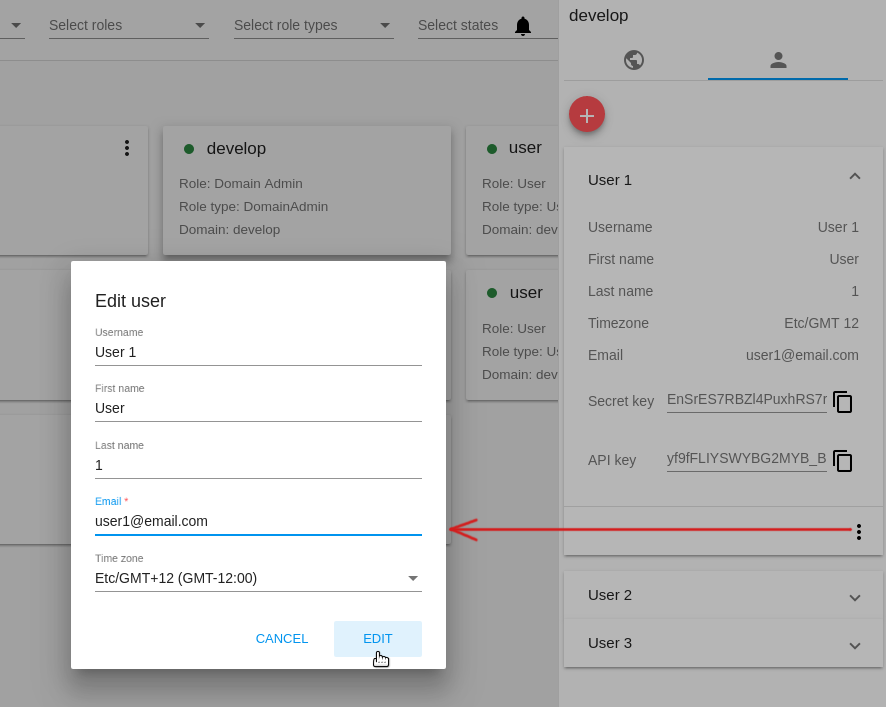 Select roles
Select role types
Select states
develop
develop
Role: Domain Admin
Role type: DomainAdmin
Domain: develop
user
Role: User
Role type: Us
Domain: dev
user
Role: User
Role type: Us
Domain: dev
Edit user
Username
User 1
First name
User
Last name
1
Email *
user1@email.com
Time zone
Etc/GMT+12 (GMT-12:00)
CANCEL
EDIT
User 1
Username User 1
First name User
Last name 1
Timezone Etc/GMT 12
Email user1@email.com
Secret key EnSrES7RBZl4PuxhRS7r
API key yf9fFLIYSWYBG2MYB_B
User 2
User 3